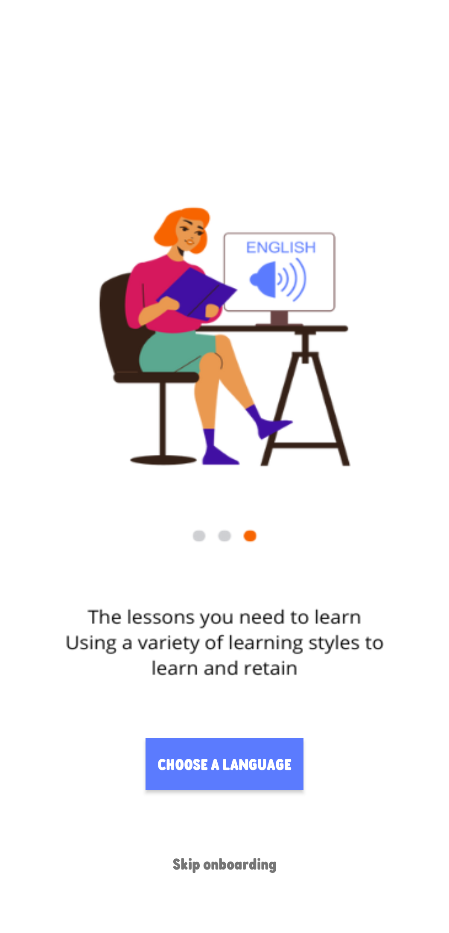 ENGLISH
The lessons you need to learn
Using a variety of learning styles to
learn and retain
CHOOSE A LANGUAGE
Skip onboarding